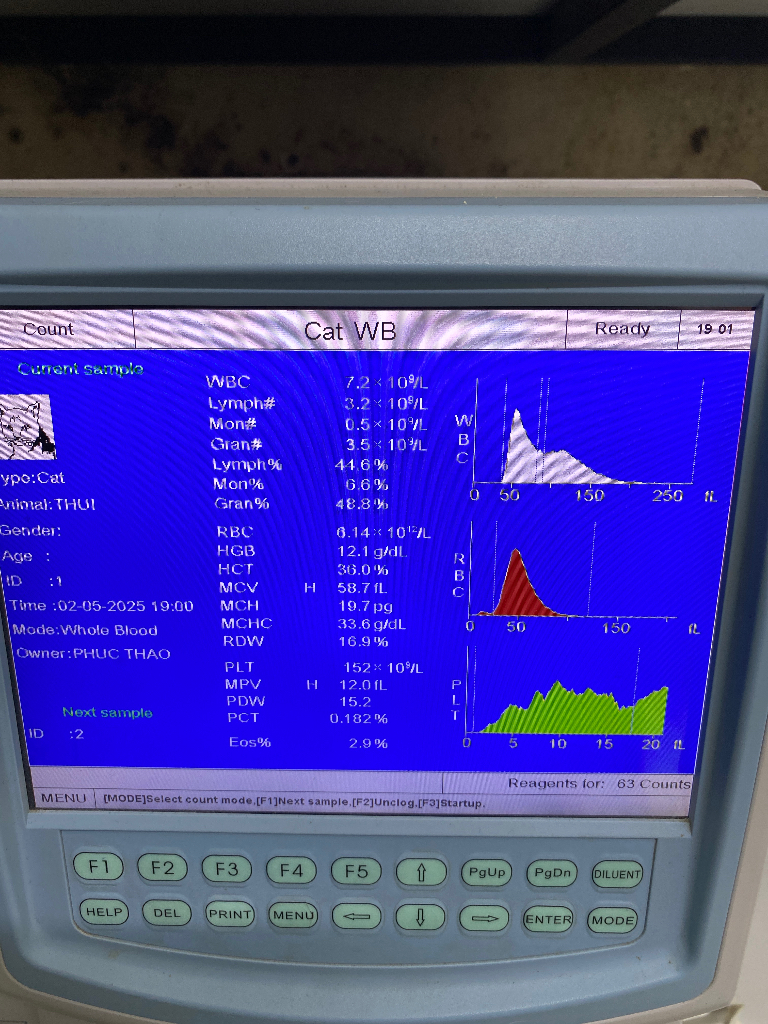 Count Cat WB Ready 19 01
Current sample
ype:Cat
Animal:THUI
Gender:
Age :
ID :1
Time :02-05-2025 19:00
Mode:Whole Blood
Owner:PHUC THAO
Next sample
ID :2
WBC 7.2 × 10⁹/L
Lymph# 3.2 × 10⁹/L
Mon# 0.5 × 10⁹/L
Gran# 3.5 × 10⁹/L
Lymph% 44.6 %
Mon% 6.6 %
Gran% 48.8 %
RBC 6.14 × 10¹²/L
HGB 12.1 g/dL
HCT 36.0 %
MCV H 58.7 fL
MCH 19.7 pg
MCHC 33.6 g/dL
RDW 16.9 %
PLT 152 × 10⁹/L
MPV H 12.0 fL
PDW 15.2
PCT 0.182 %
Eos% 2.9 %
WBC
0 50 150 250 fL
RBC
0 50 150 fL
PLT
0 5 10 15 20 fL
Reagents for: 63 Counts
MENU [MODE]Select count mode,[F1]Next sample,[F2]Unclog,[F3]Startup.
F1 F2 F3 F4 F5 ⇧ PgUp PgDn DILUENT
HELP DEL PRINT MENU ⇐ ⇩ ⇨ ENTER MODE